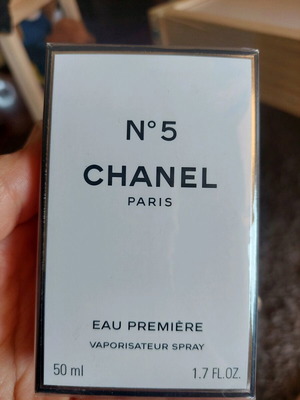 N°5
CHANEL
PARIS
EAU PREMIÈRE
VAPORISATEUR SPRAY
50 ml 1.7 FL.OZ.